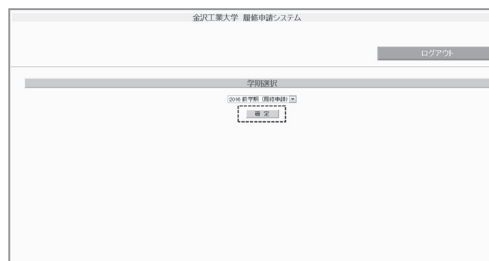 金沢工業大学 履修申請システム
ログアウト
学期選択
2016 前学期 (履修申請)
確 定